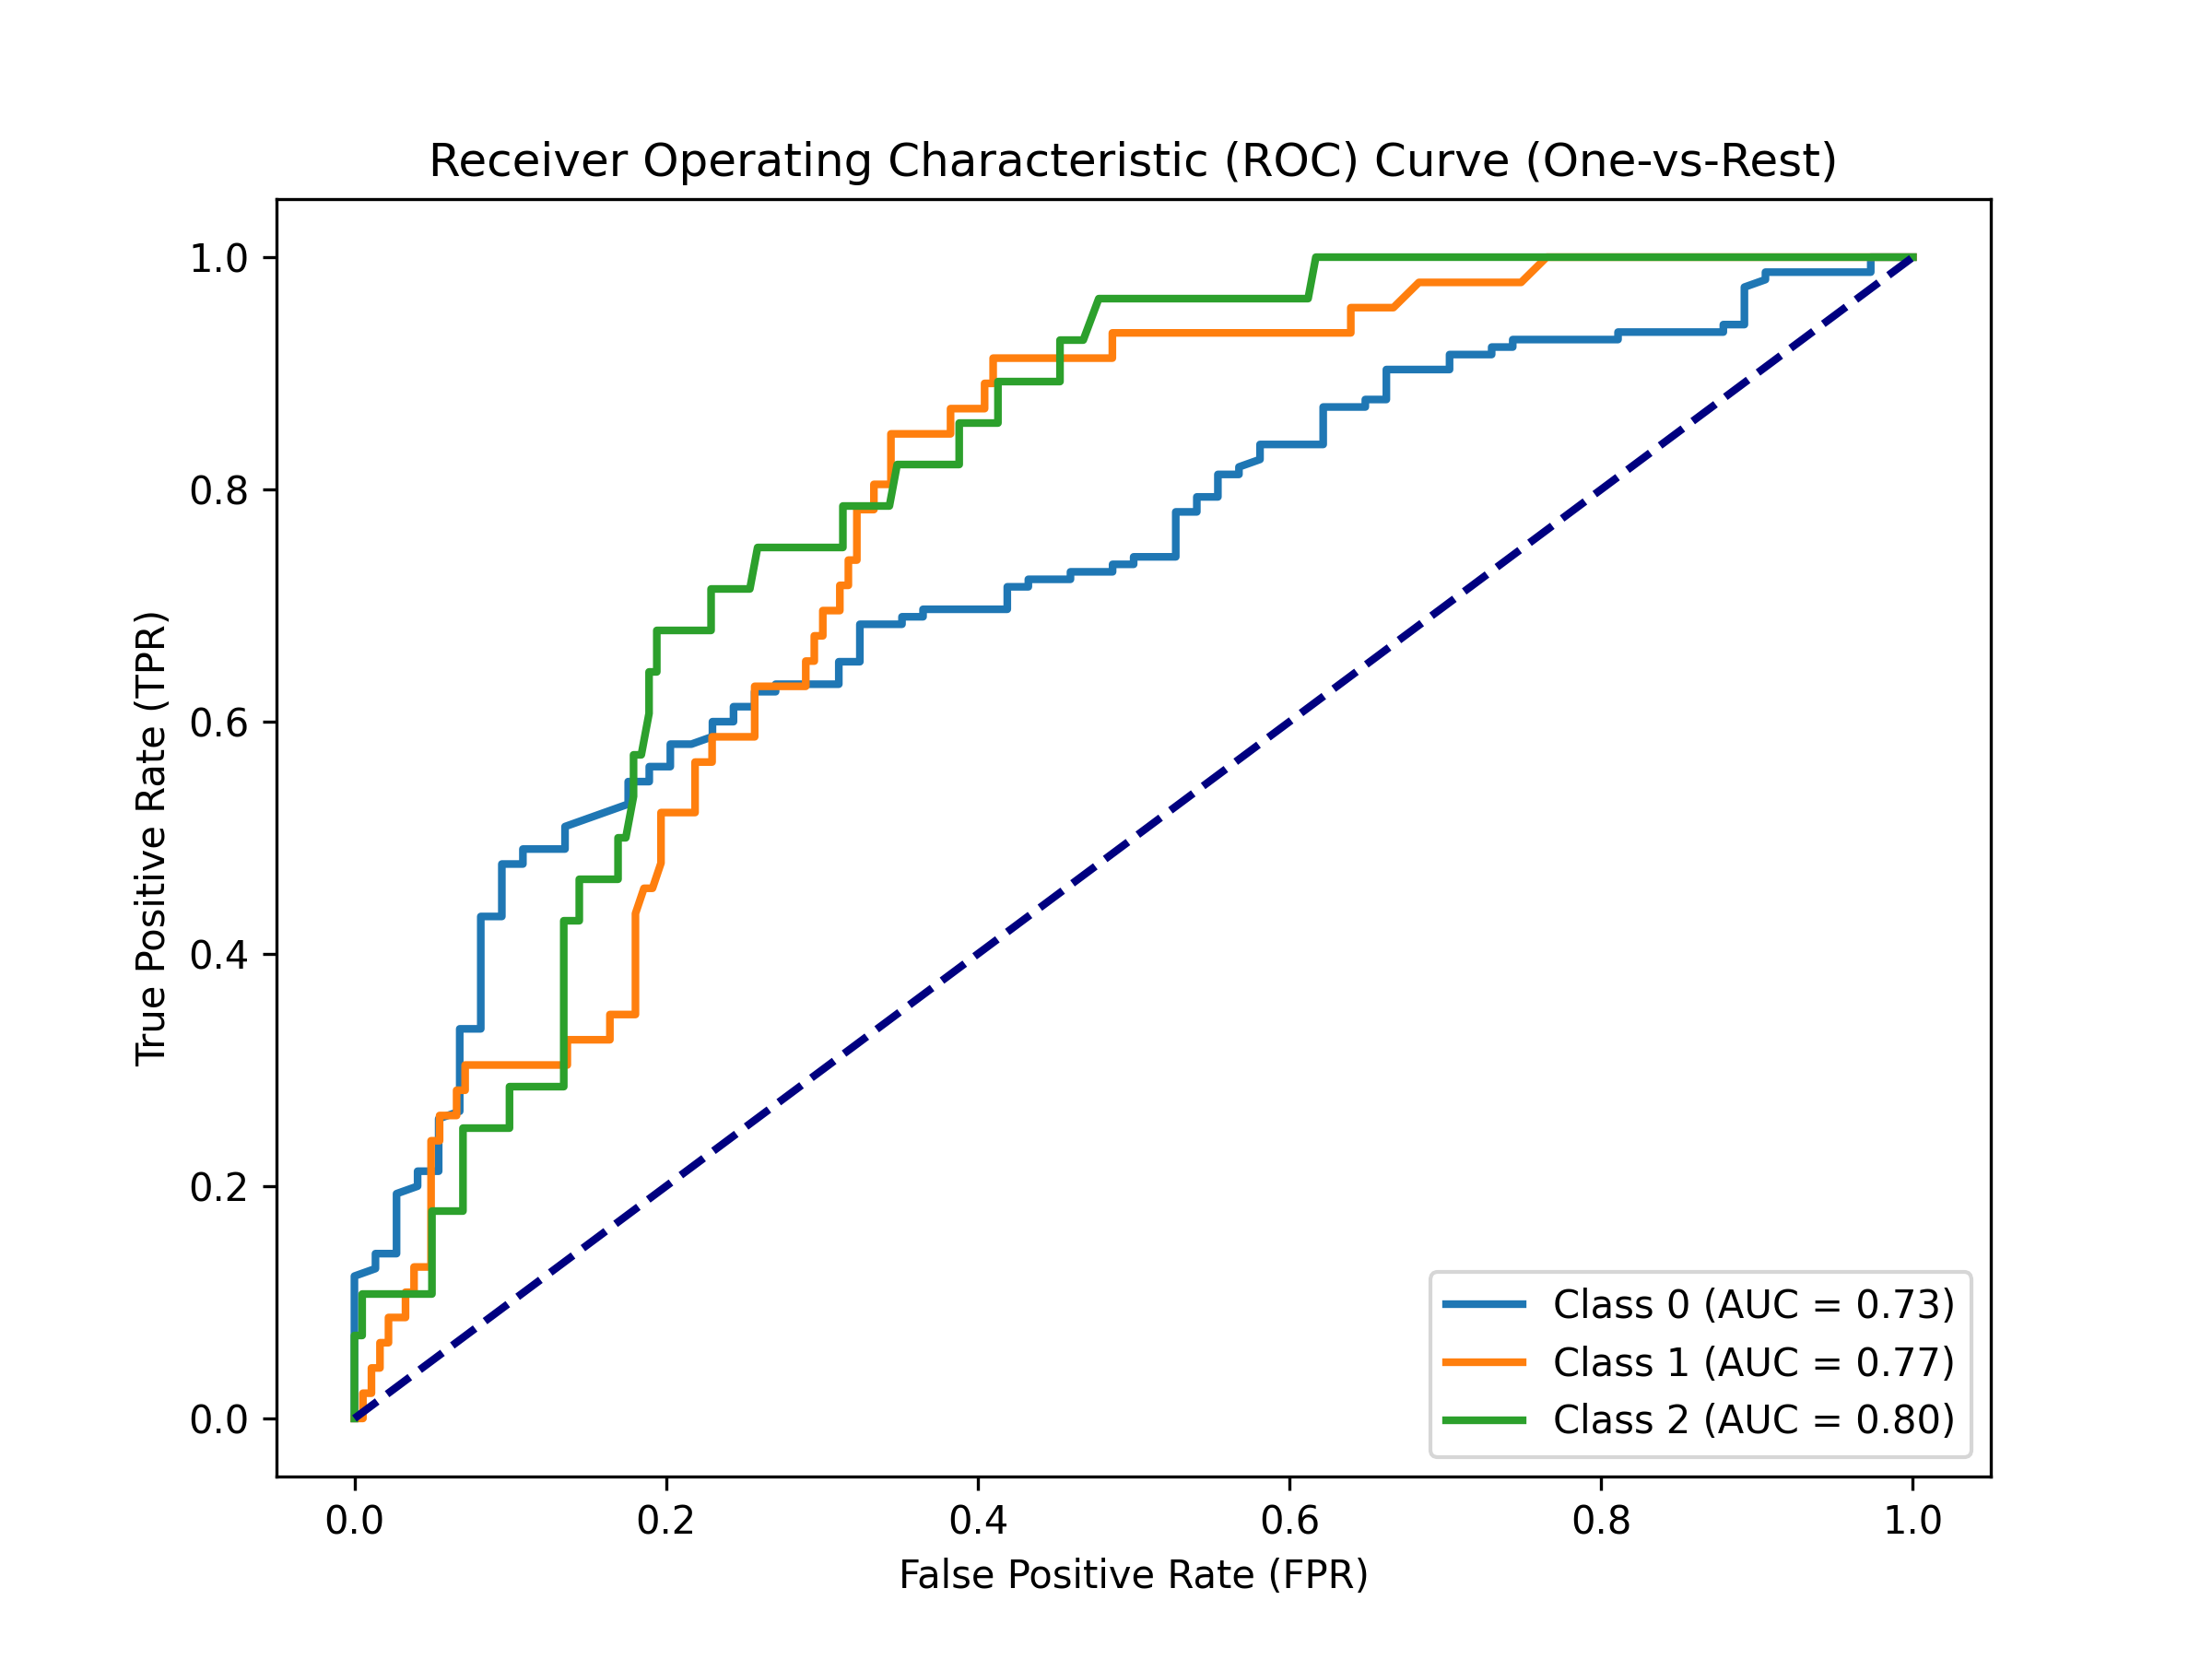 Receiver Operating Characteristic (ROC) Curve (One-vs-Rest)
1.0
0.8
0.6
0.4
0.2
0.0
True Positive Rate (TPR)
0.0 0.2 0.4 0.6 0.8 1.0
False Positive Rate (FPR)
Class 0 (AUC = 0.73)
Class 1 (AUC = 0.77)
Class 2 (AUC = 0.80)